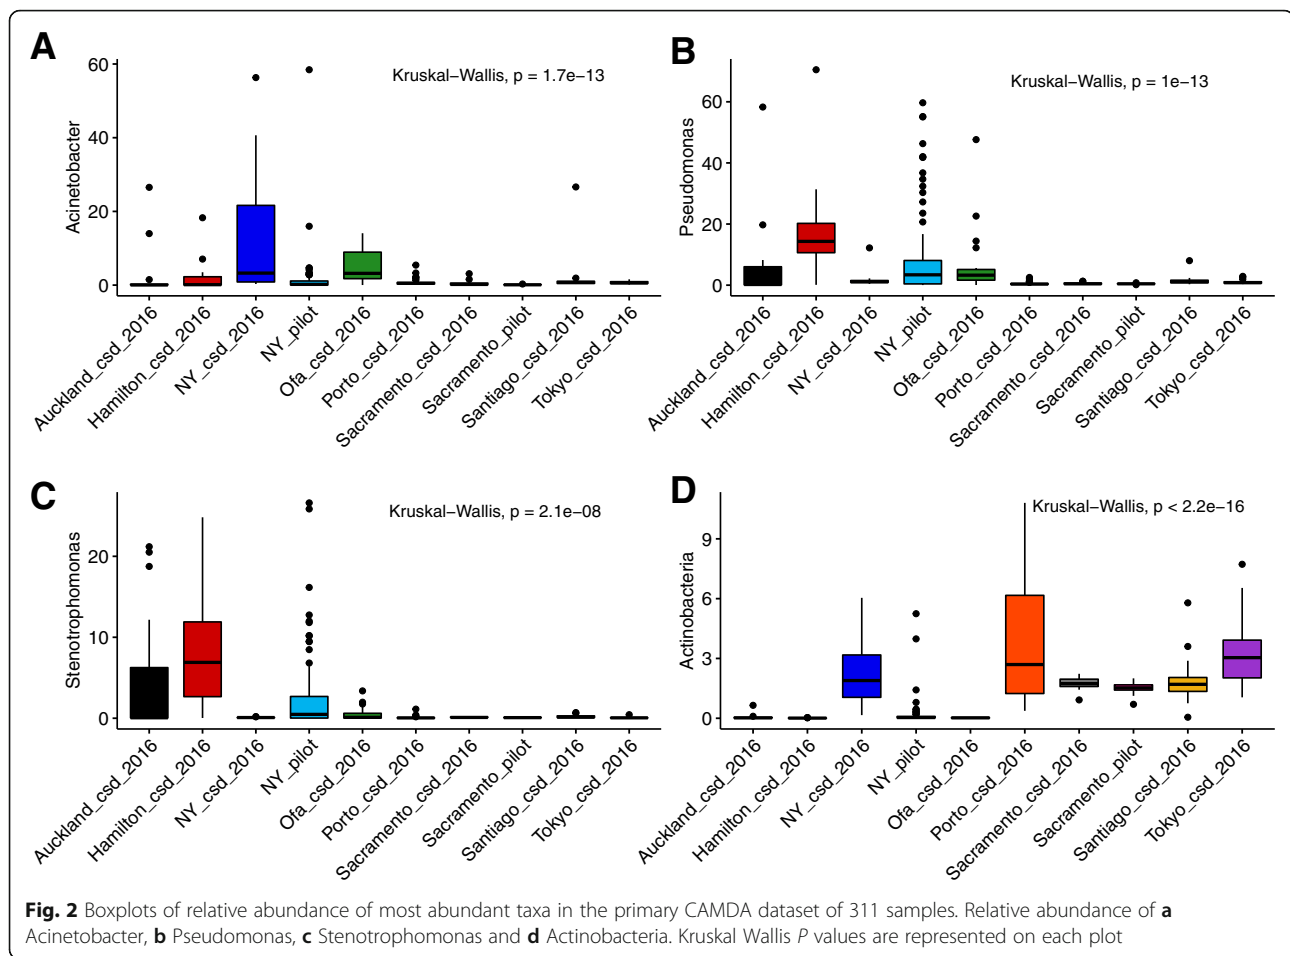 A
Kruskal–Wallis, p = 1.7e–13
Acinetobacter
60
40
20
0
Auckland_csd_2016
Hamilton_csd_2016
NY_csd_2016
NY_pilot
Ofa_csd_2016
Porto_csd_2016
Sacramento_csd_2016
Sacramento_pilot
Santiago_csd_2016
Tokyo_csd_2016
B
Kruskal–Wallis, p = 1e–13
Pseudomonas
60
40
20
0
Auckland_csd_2016
Hamilton_csd_2016
NY_csd_2016
NY_pilot
Ofa_csd_2016
Porto_csd_2016
Sacramento_csd_2016
Sacramento_pilot
Santiago_csd_2016
Tokyo_csd_2016
C
Kruskal–Wallis, p = 2.1e–08
Stenotrophomonas
20
10
0
Auckland_csd_2016
Hamilton_csd_2016
NY_csd_2016
NY_pilot
Ofa_csd_2016
Porto_csd_2016
Sacramento_csd_2016
Sacramento_pilot
Santiago_csd_2016
Tokyo_csd_2016
D
Kruskal–Wallis, p < 2.2e–16
Actinobacteria
9
6
3
0
Auckland_csd_2016
Hamilton_csd_2016
NY_csd_2016
NY_pilot
Ofa_csd_2016
Porto_csd_2016
Sacramento_csd_2016
Sacramento_pilot
Santiago_csd_2016
Tokyo_csd_2016
Fig. 2 Boxplots of relative abundance of most abundant taxa in the primary CAMDA dataset of 311 samples. Relative abundance of a
Acinetobacter, b Pseudomonas, c Stenotrophomonas and d Actinobacteria. Kruskal Wallis P values are represented on each plot